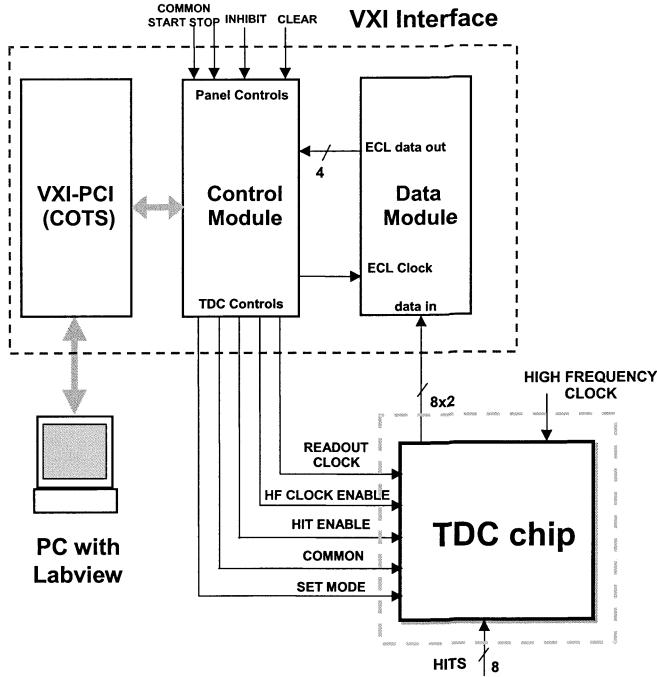 VXI Interface
COMMON
START STOP
INHIBIT
CLEAR
Panel Controls
VXI-PCI
(COTS)
Control
Module
TDC Controls
ECL data out
4
Data
Module
ECL Clock
data in
8x2
HIGH FREQUENCY
CLOCK
READOUT
CLOCK
HF CLOCK ENABLE
HIT ENABLE
COMMON
SET MODE
TDC chip
PC with
Labview
HITS
8